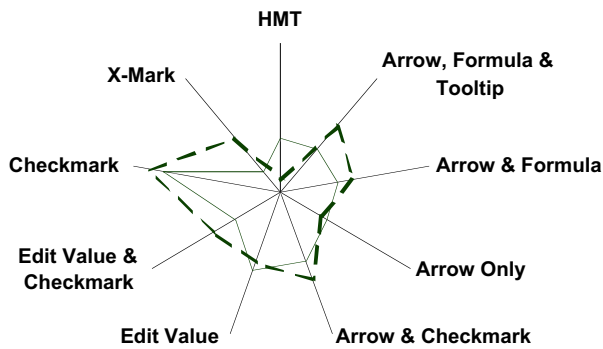 HMT
Arrow, Formula &
Tooltip
X-Mark
Checkmark
Arrow & Formula
Edit Value &
Checkmark
Arrow Only
Edit Value
Arrow & Checkmark